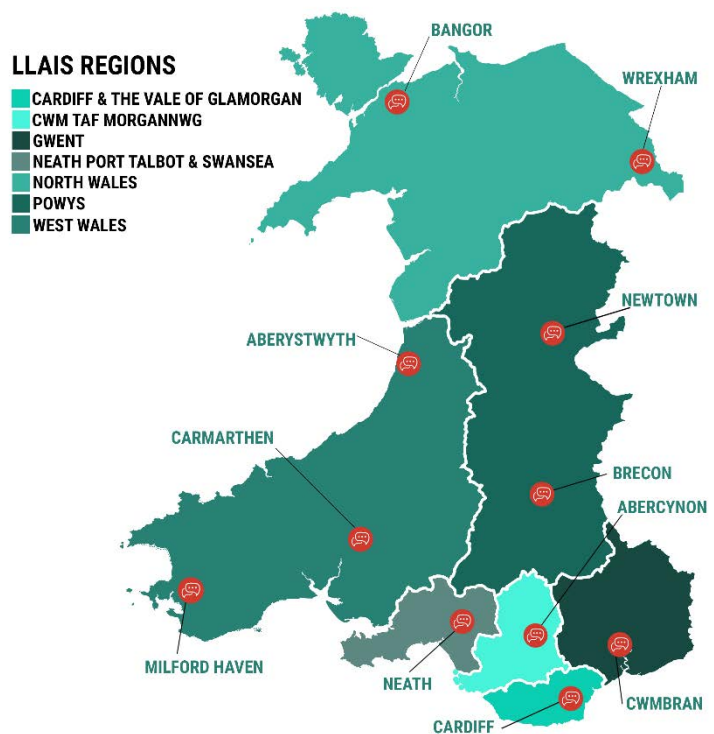 LLAIS REGIONS
CARDIFF & THE VALE OF GLAMORGAN
CWM TAF MORGANNWG
GWENT
NEATH PORT TALBOT & SWANSEA
NORTH WALES
POWYS
WEST WALES
BANGOR
WREXHAM
NEWTOWN
ABERYSTWYTH
CARMARTHEN
BRECON
ABERCYNON
MILFORD HAVEN
NEATH
CWMBRAN
CARDIFF